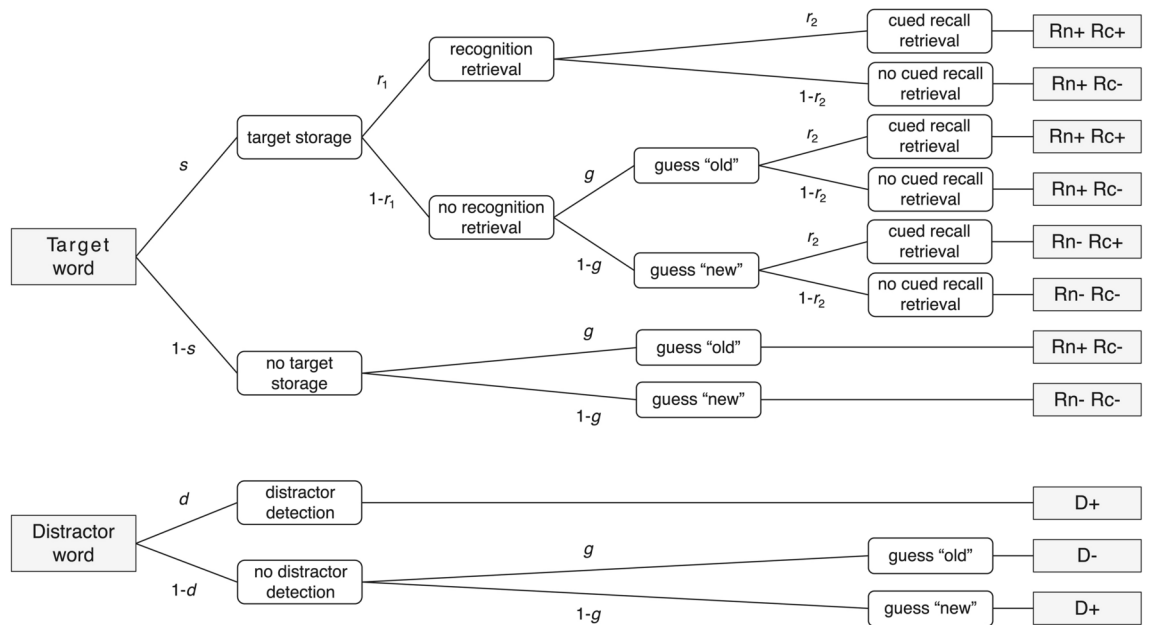 r2
cued recall
retrieval
Rn+ Rc+
recognition
retrieval
r1
1-r2
no cued recall
retrieval
Rn+ Rc-
target storage
s
r2
cued recall
retrieval
Rn+ Rc+
g
guess "old"
1-r2
no cued recall
retrieval
Rn+ Rc-
1-r1
no recognition
retrieval
r2
cued recall
retrieval
Rn- Rc+
Target
word
1-g
guess "new"
1-r2
no cued recall
retrieval
Rn- Rc-
1-s
no target
storage
g
guess "old"
Rn+ Rc-
1-g
guess "new"
Rn- Rc-
d
distractor
detection
D+
Distractor
word
1-d
no distractor
detection
g
guess "old"
D-
1-g
guess "new"
D+